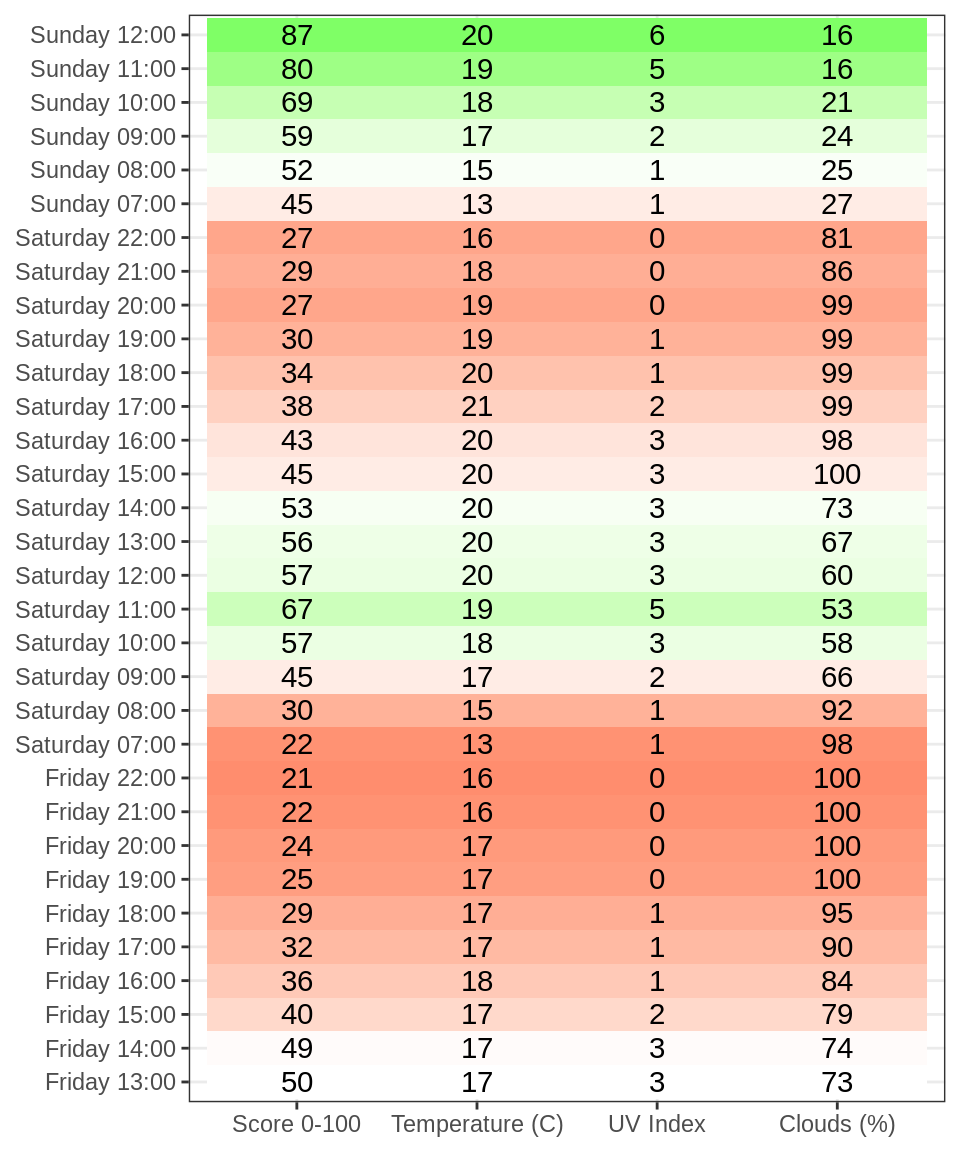 Sunday 12:00 87 20 6 16
Sunday 11:00 80 19 5 16
Sunday 10:00 69 18 3 21
Sunday 09:00 59 17 2 24
Sunday 08:00 52 15 1 25
Sunday 07:00 45 13 1 27
Saturday 22:00 27 16 0 81
Saturday 21:00 29 18 0 86
Saturday 20:00 27 19 0 99
Saturday 19:00 30 19 1 99
Saturday 18:00 34 20 1 99
Saturday 17:00 38 21 2 99
Saturday 16:00 43 20 3 98
Saturday 15:00 45 20 3 100
Saturday 14:00 53 20 3 73
Saturday 13:00 56 20 3 67
Saturday 12:00 57 20 3 60
Saturday 11:00 67 19 5 53
Saturday 10:00 57 18 3 58
Saturday 09:00 45 17 2 66
Saturday 08:00 30 15 1 92
Saturday 07:00 22 13 1 98
Friday 22:00 21 16 0 100
Friday 21:00 22 16 0 100
Friday 20:00 24 17 0 100
Friday 19:00 25 17 0 100
Friday 18:00 29 17 1 95
Friday 17:00 32 17 1 90
Friday 16:00 36 18 1 84
Friday 15:00 40 17 2 79
Friday 14:00 49 17 3 74
Friday 13:00 50 17 3 73
Score 0-100 Temperature (C) UV Index Clouds (%)